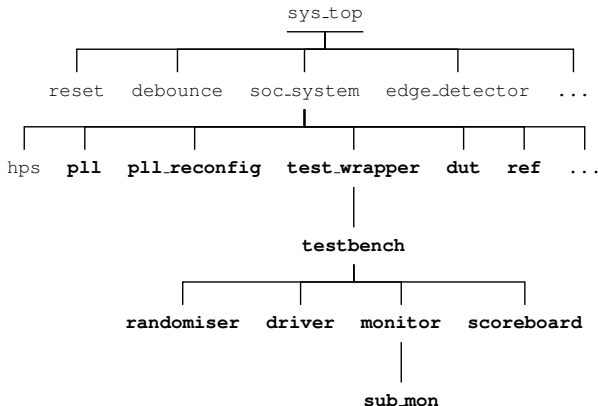 sys_top
reset debounce soc_system edge_detector ...
hps pll pll_reconfig test_wrapper dut ref ...
testbench
randomiser driver monitor scoreboard
sub_mon